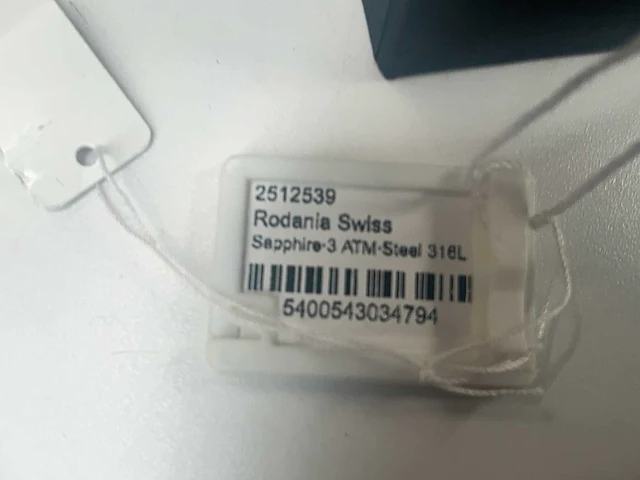 2512539
Rodania Swiss
Sapphire-3 ATM-Steel 316L
5400543034794